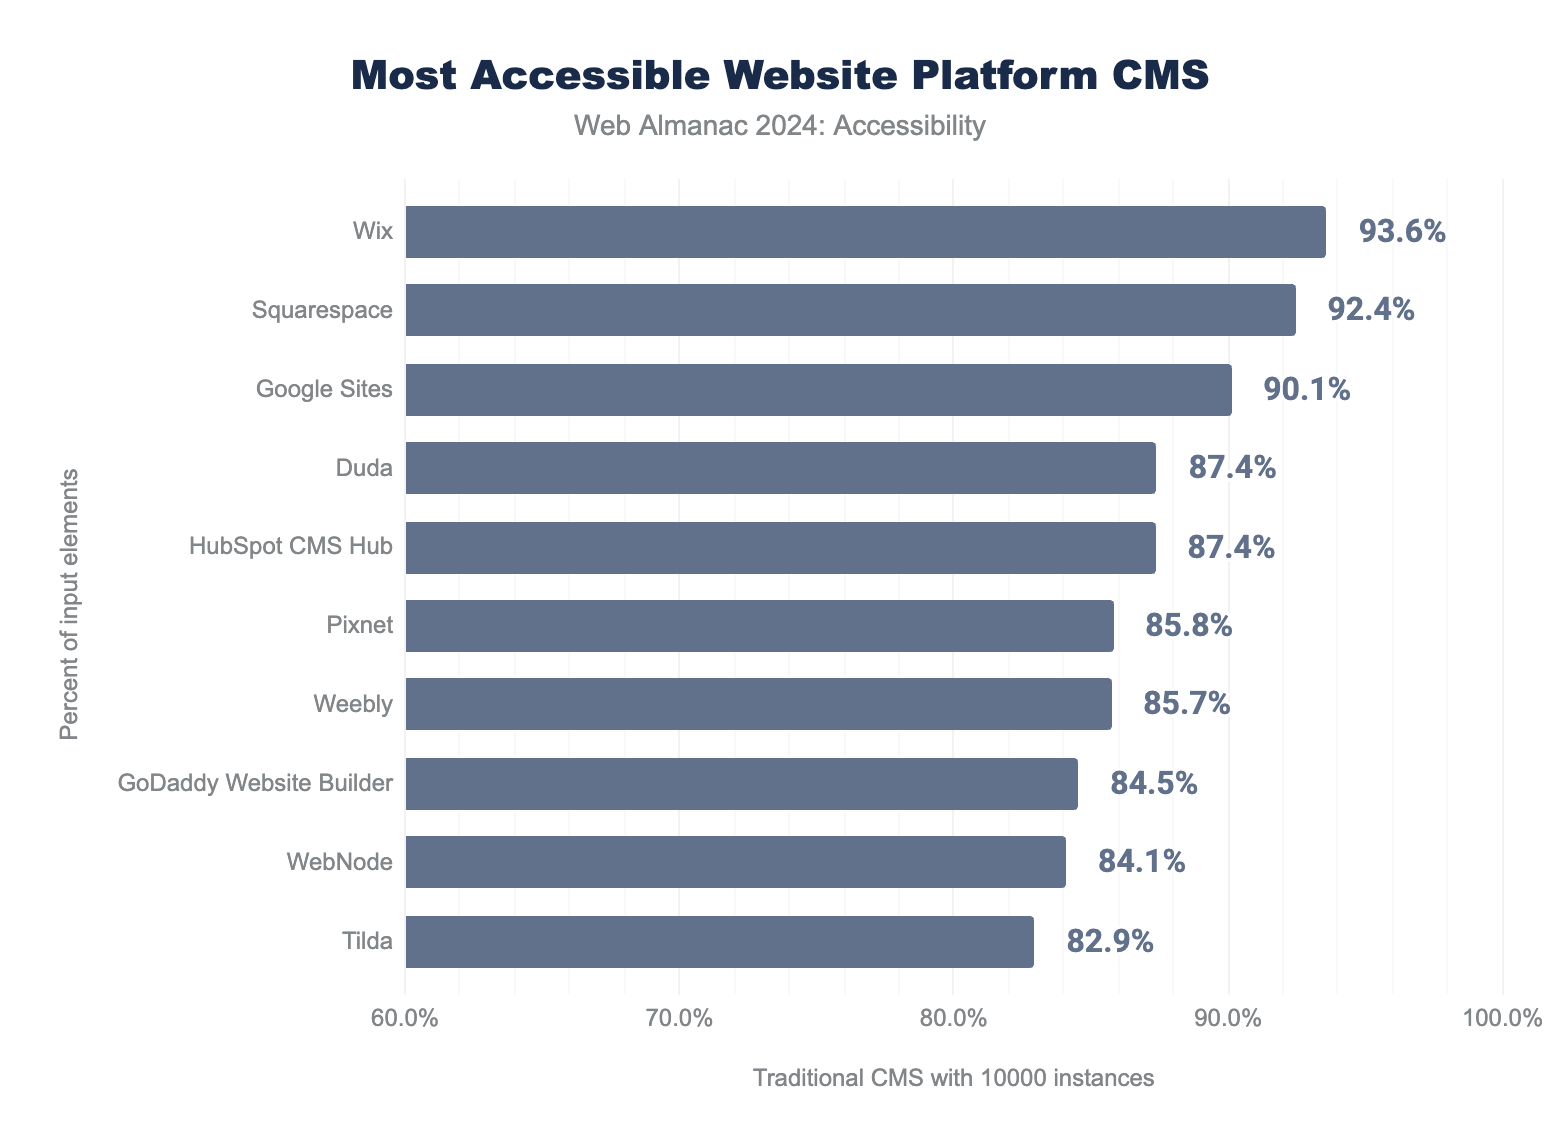 Most Accessible Website Platform CMS
Web Almanac 2024: Accessibility
Percent of input elements
Wix 93.6%
Squarespace 92.4%
Google Sites 90.1%
Duda 87.4%
HubSpot CMS Hub 87.4%
Pixnet 85.8%
Weebly 85.7%
GoDaddy Website Builder 84.5%
WebNode 84.1%
Tilda 82.9%
60.0% 70.0% 80.0% 90.0% 100.0%
Traditional CMS with 10000 instances